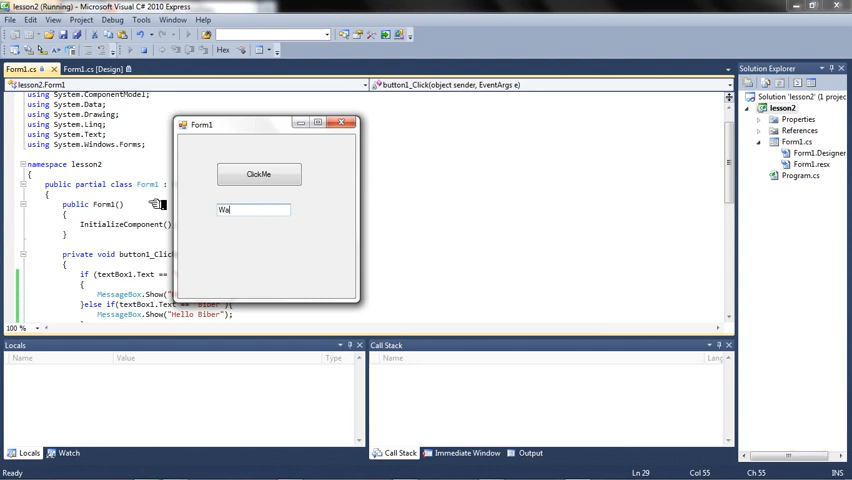 lesson2 (Running) - Microsoft Visual C# 2010 Express
File Edit View Project Debug Tools Window Help
Hex
Form1.cs Form1.cs [Design]
lesson2.Form1 button1_Click(object sender, EventArgs e)
using System.ComponentModel;
using System.Data;
using System.Drawing;
using System.Linq;
using System.Text;
using System.Windows.Forms;
namespace lesson2
{
public partial class Form1 :
{
public Form1()
{
InitializeComponent()
}
private void button1_Clic
{
if (textBox1.Text ==
{
MessageBox.Show("H
}else if(textBox1.Text == "Biber"){
MessageBox.Show("Hello Biber");
Form1
ClickMe
Wa
100 %
Solution Explorer
Solution 'lesson2' (1 proje
lesson2
Properties
References
Form1.cs
Form1.Designer
Form1.resx
Program.cs
Locals
Name Value Type
Call Stack
Name Lang
Locals Watch
Call Stack Immediate Window Output
Ready Ln 29 Col 55 Ch 55 INS